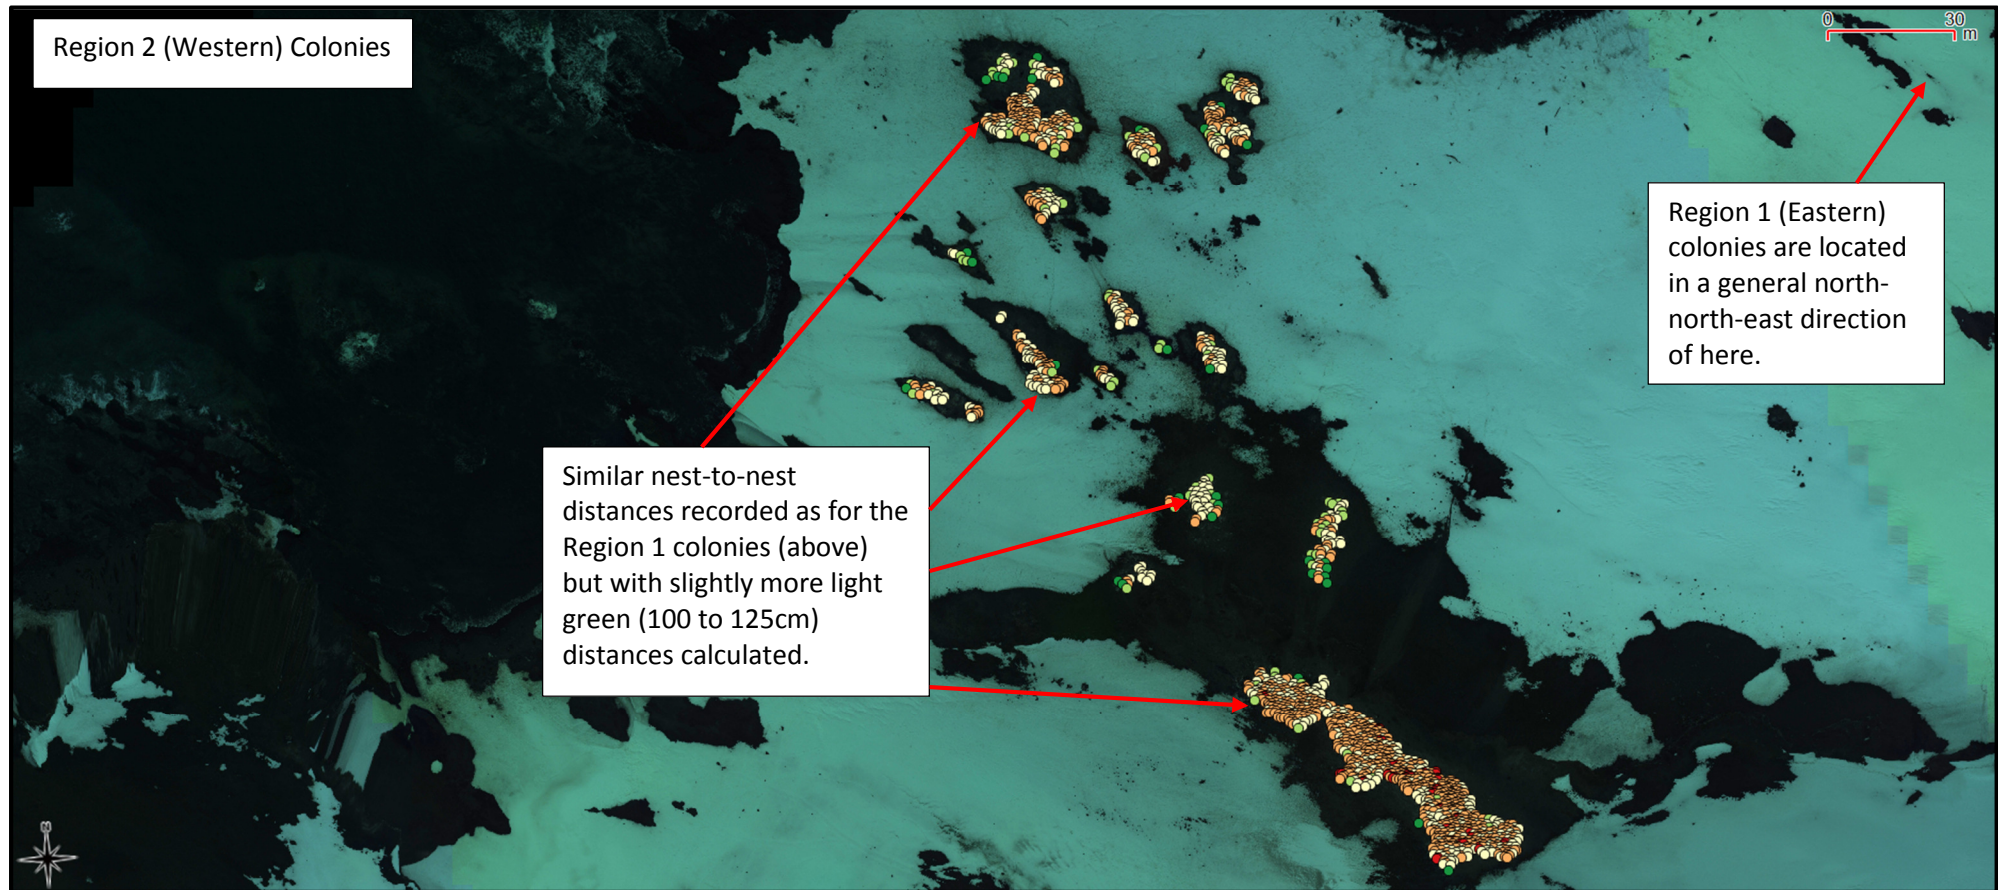 Region 2 (Western) Colonies
0 30
m
Region 1 (Eastern)
colonies are located
in a general north-
north-east direction
of here.
Similar nest-to-nest
distances recorded as for the
Region 1 colonies (above)
but with slightly more light
green (100 to 125cm)
distances calculated.